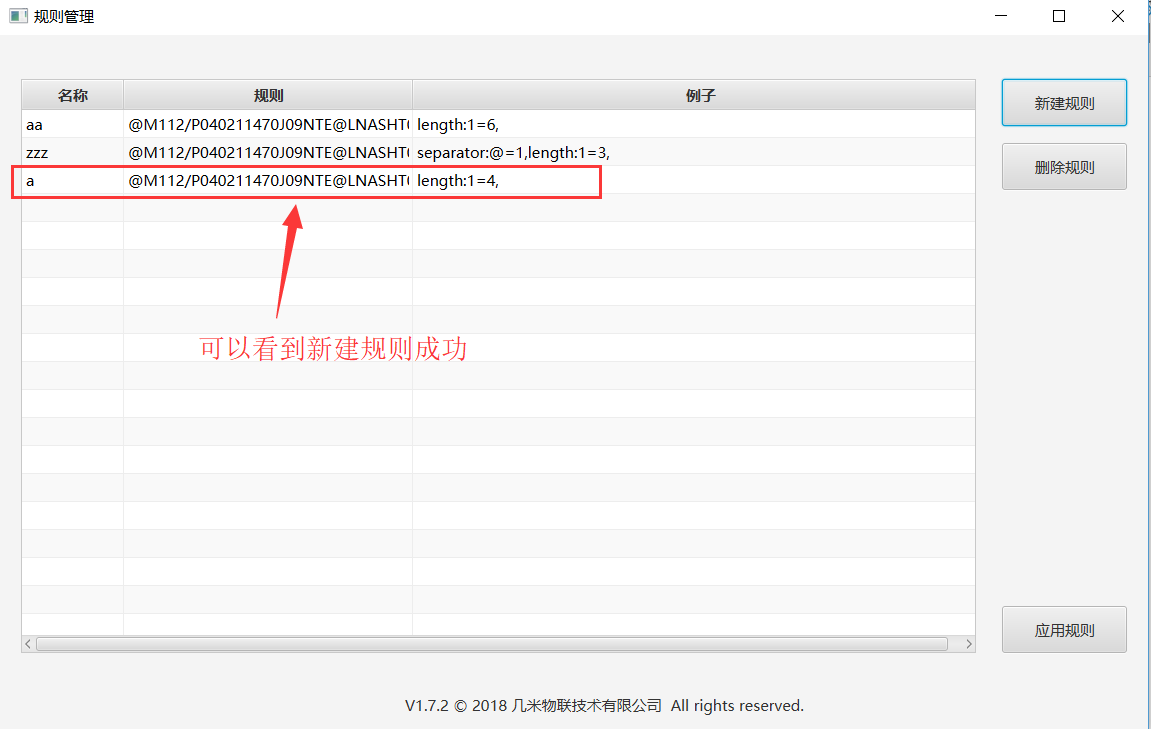 规则管理
名称 规则 例子
aa @M112/P040211470J09NTE@LNASHT length:1=6,
zzz @M112/P040211470J09NTE@LNASHT separator:@=1,length:1=3,
a @M112/P040211470J09NTE@LNASHT length:1=4,
可以看到新建规则成功
新建规则
删除规则
应用规则
V1.7.2 © 2018 几米物联技术有限公司 All rights reserved.